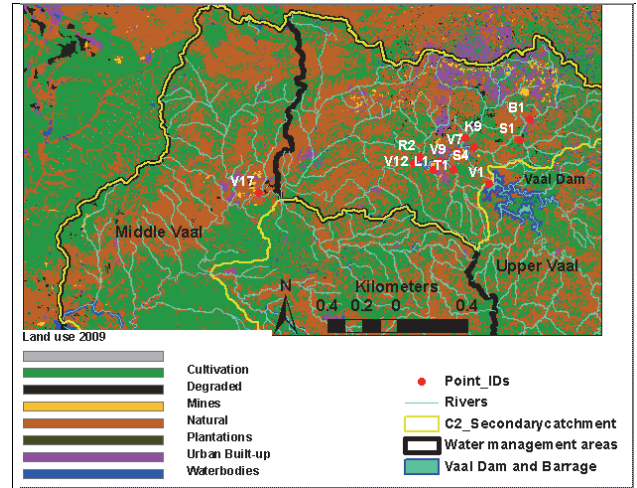 B1
K9
S1
V7
R2
V9
S4
V12
L1
T1
V1
V17
Vaal Dam
Middle Vaal
Upper Vaal
N
Kilometers
0.4 0.2 0 0.4
Land use 2009
Cultivation
Degraded
Mines
Natural
Plantations
Urban Built-up
Waterbodies
Point_IDs
Rivers
C2_Secondarycatchment
Water management areas
Vaal Dam and Barrage